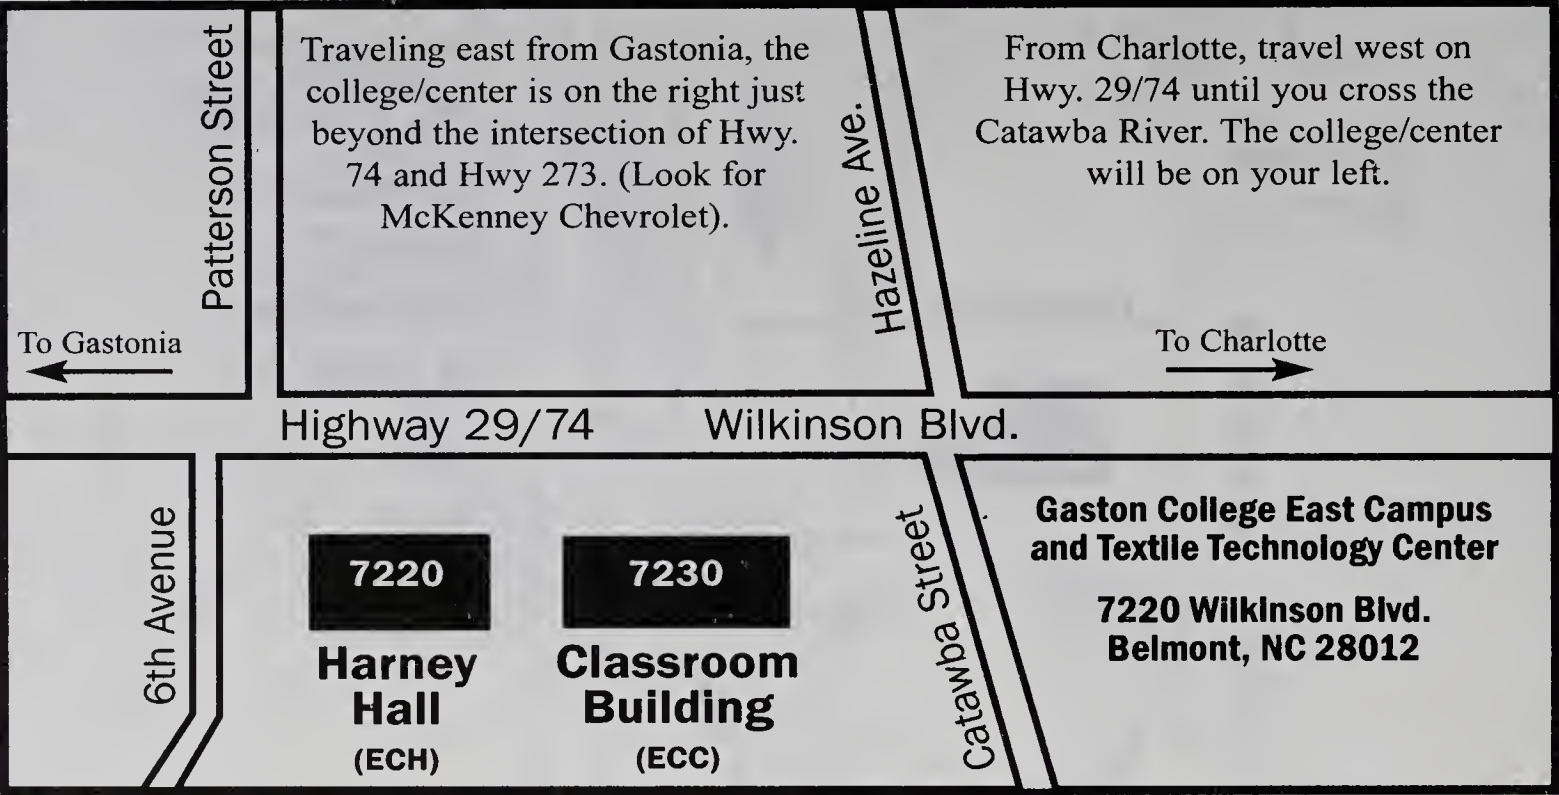 Patterson Street
Traveling east from Gastonia, the
college/center is on the right just
beyond the intersection of Hwy.
74 and Hwy 273. (Look for
McKenney Chevrolet).
Hazeline Ave.
From Charlotte, travel west on
Hwy. 29/74 until you cross the
Catawba River. The college/center
will be on your left.
To Gastonia
To Charlotte
Highway 29/74 Wilkinson Blvd.
6th Avenue
7220
Harney
Hall
(ECH)
7230
Classroom
Building
(ECC)
Catawba Street
Gaston College East Campus
and Textile Technology Center
7220 Wilkinson Blvd.
Belmont, NC 28012